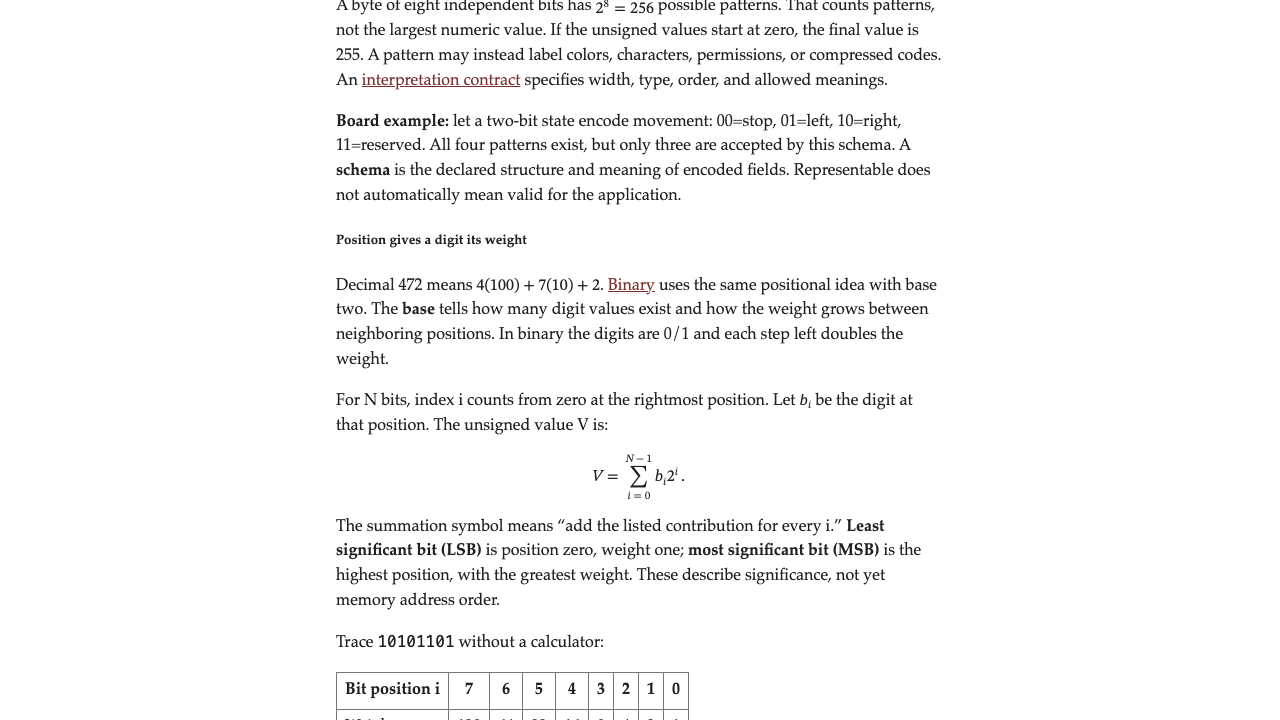 A byte of eight independent bits has 2⁸ = 256 possible patterns. That counts patterns,
not the largest numeric value. If the unsigned values start at zero, the final value is
255. A pattern may instead label colors, characters, permissions, or compressed codes.
An interpretation contract specifies width, type, order, and allowed meanings.
Board example: let a two-bit state encode movement: 00=stop, 01=left, 10=right,
11=reserved. All four patterns exist, but only three are accepted by this schema. A
schema is the declared structure and meaning of encoded fields. Representable does
not automatically mean valid for the application.
Position gives a digit its weight
Decimal 472 means 4(100) + 7(10) + 2. Binary uses the same positional idea with base
two. The base tells how many digit values exist and how the weight grows between
neighboring positions. In binary the digits are 0/1 and each step left doubles the
weight.
For N bits, index i counts from zero at the rightmost position. Let bᵢ be the digit at
that position. The unsigned value V is:
V = ∑_{i = 0}^{N − 1} bᵢ2ⁱ .
The summation symbol means “add the listed contribution for every i.” Least
significant bit (LSB) is position zero, weight one; most significant bit (MSB) is the
highest position, with the greatest weight. These describe significance, not yet
memory address order.
Trace 10101101 without a calculator:
Bit position i 7 6 5 4 3 2 1 0